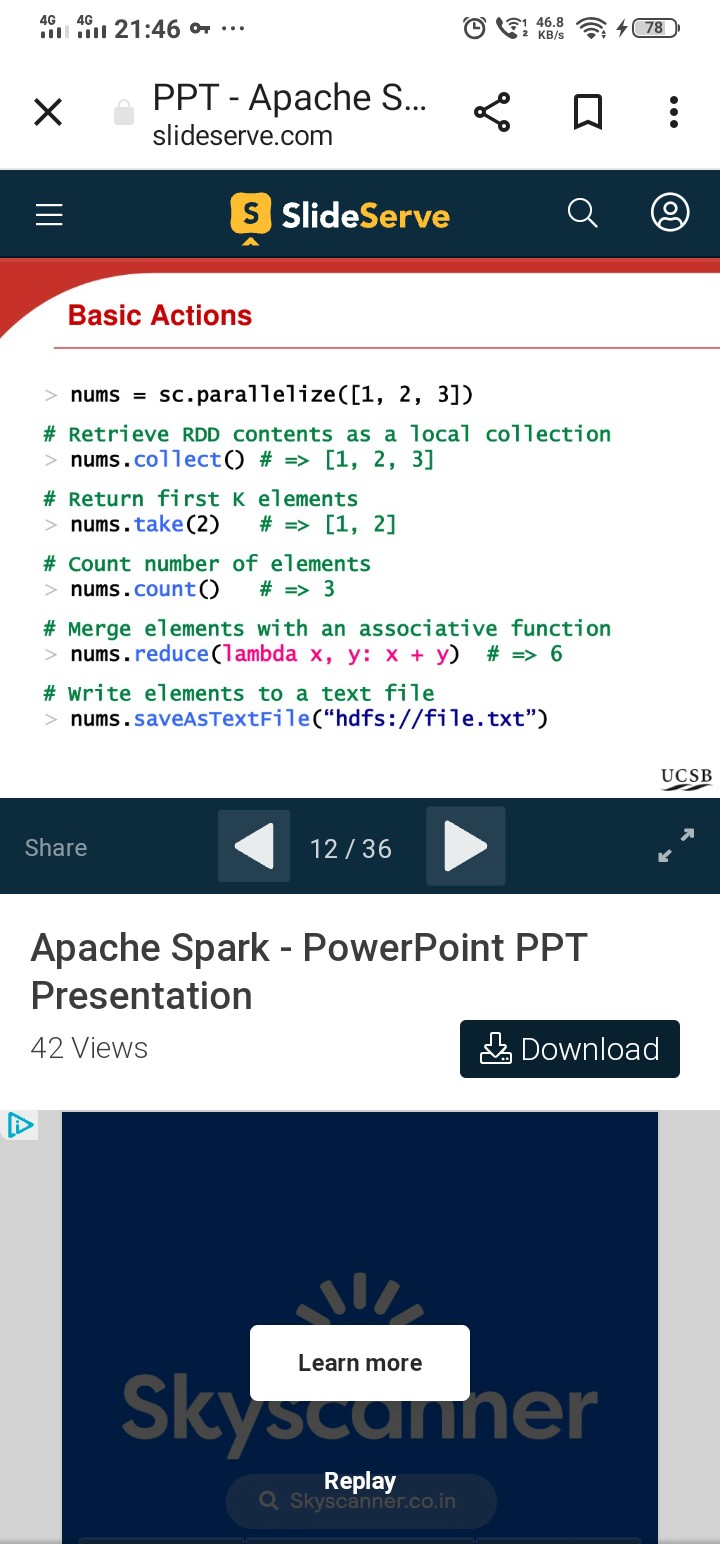 4G 4G 21:46 46.8 KB/s 78
PPT - Apache S...
slideserve.com
S SlideServe
Basic Actions
> nums = sc.parallelize([1, 2, 3])
# Retrieve RDD contents as a local collection
> nums.collect() # => [1, 2, 3]
# Return first K elements
> nums.take(2) # => [1, 2]
# Count number of elements
> nums.count() # => 3
# Merge elements with an associative function
> nums.reduce(lambda x, y: x + y) # => 6
# Write elements to a text file
> nums.saveAsTextFile(“hdfs://file.txt”)
UCSB
Share 12 / 36
Apache Spark - PowerPoint PPT
Presentation
42 Views
Download
Learn more
Skyscanner
Replay
Skyscanner.co.in